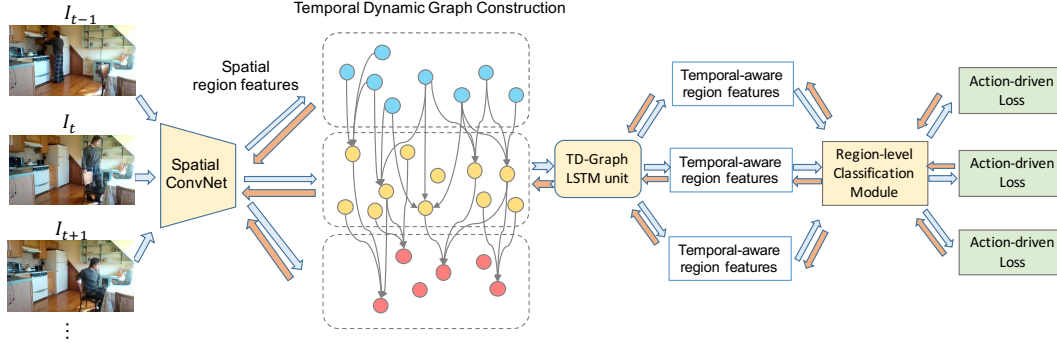 Temporal Dynamic Graph Construction
I_{t-1}
I_t
I_{t+1}
⋮
Spatial
ConvNet
Spatial
region features
TD-Graph
LSTM unit
Temporal-aware
region features
Temporal-aware
region features
Temporal-aware
region features
Region-level
Classification
Module
Action-driven
Loss
Action-driven
Loss
Action-driven
Loss